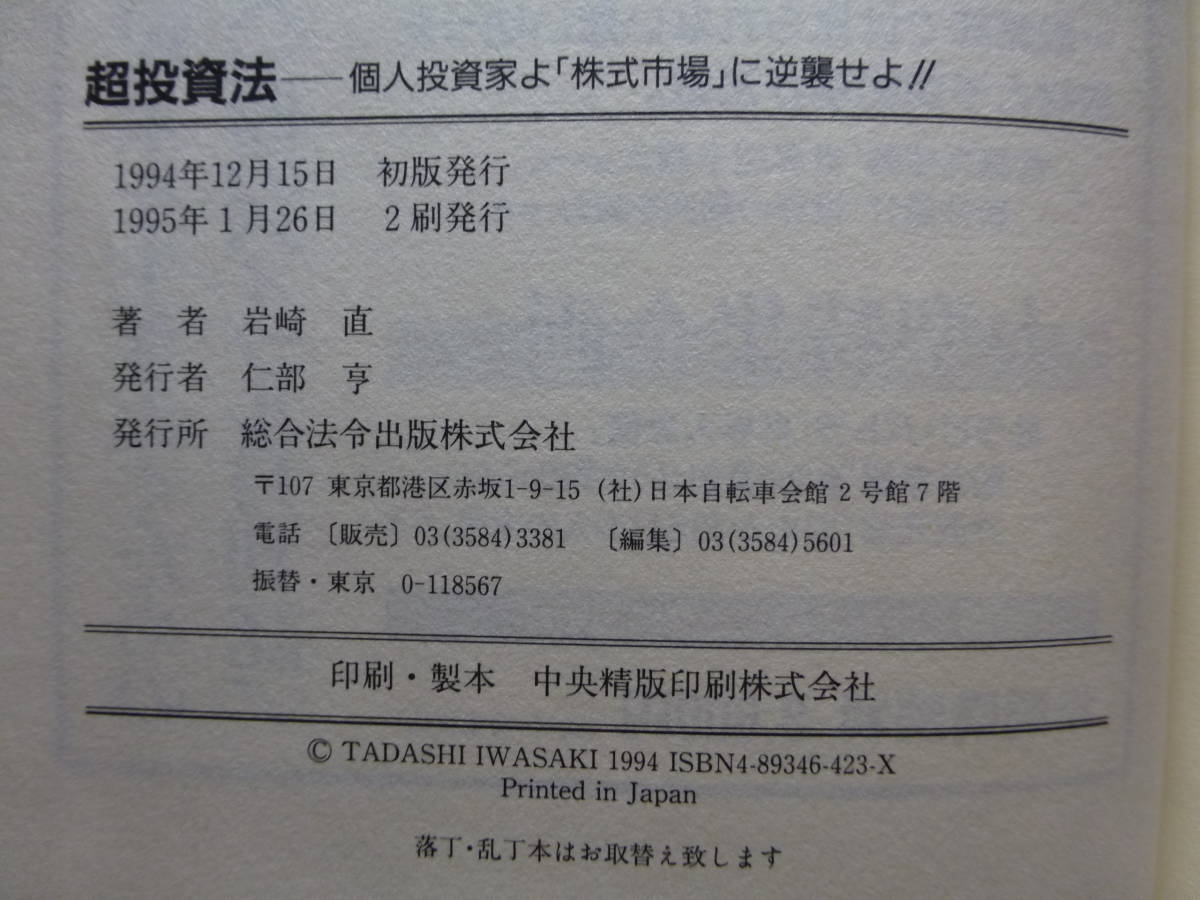 超投資法──個人投資家よ「株式市場」に逆襲せよ!!
1994年12月15日　初版発行
1995年1月26日　2刷発行
著　者　岩崎　直
発行者　仁部　亨
発行所　総合法令出版株式会社
〒107 東京都港区赤坂1-9-15 (社)日本自転車会館2号館7階
電話 〔販売〕03(3584)3381 〔編集〕03(3584)5601
振替・東京　0-118567
印刷・製本　中央精版印刷株式会社
© TADASHI IWASAKI 1994 ISBN4-89346-423-X
Printed in Japan
落丁・乱丁本はお取替え致します